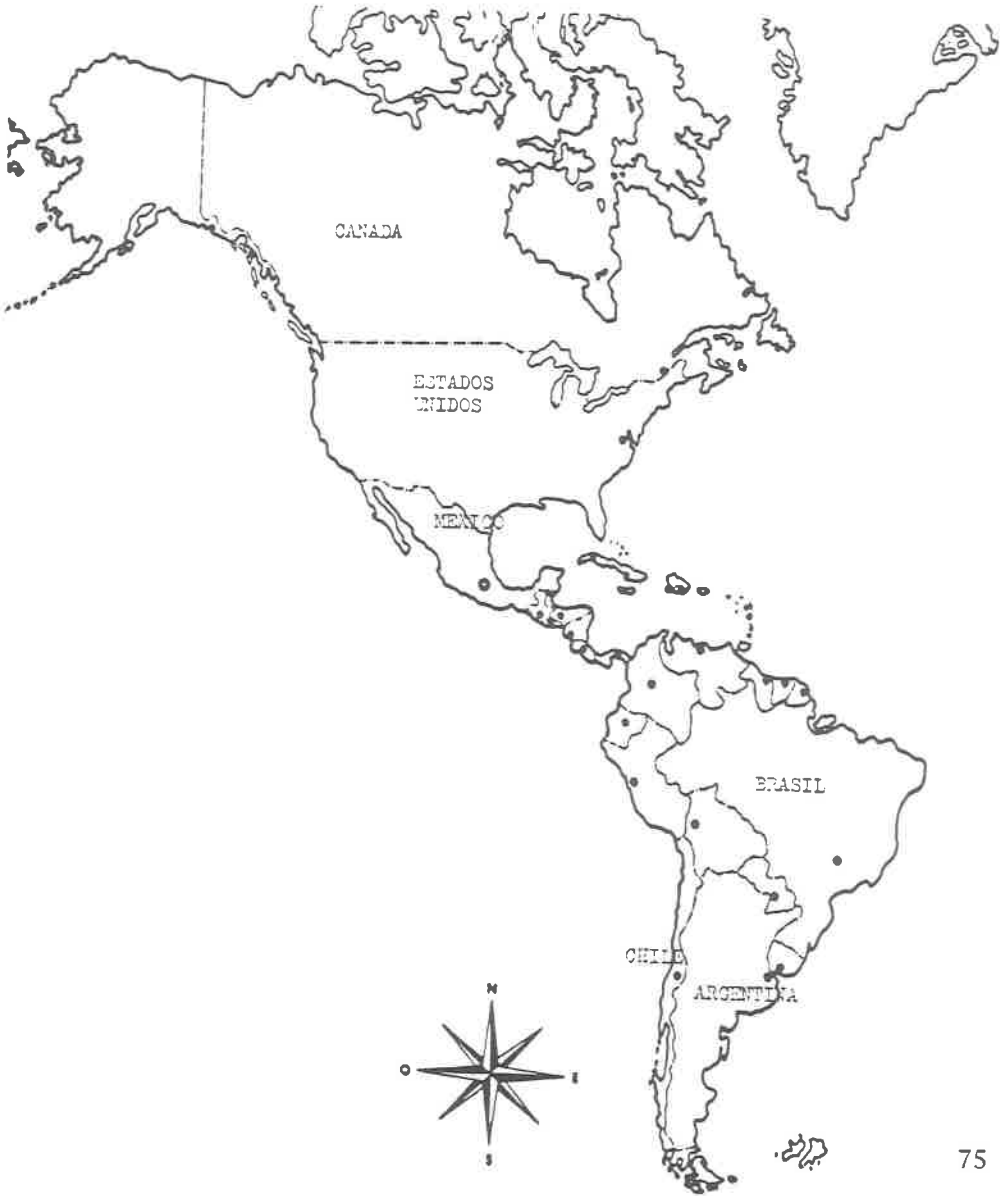 CANADA
ESTADOS
UNIDOS
MEXICO
BRASIL
CHILE
ARGENTINA
N
O
E
S
75